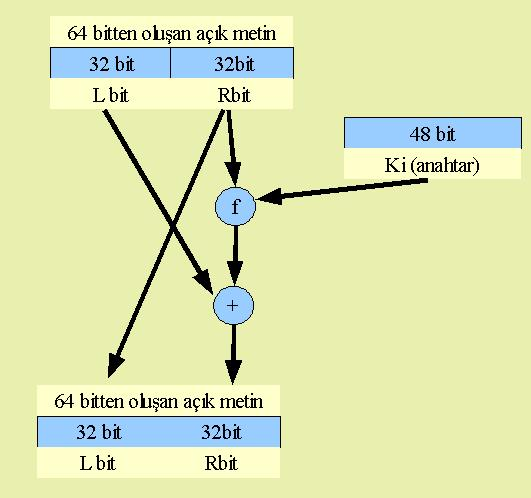 64 bitten oluşan açık metin
32 bit 32bit
L bit Rbit
48 bit
Ki (anahtar)
f
+
64 bitten oluşan açık metin
32 bit 32bit
L bit Rbit